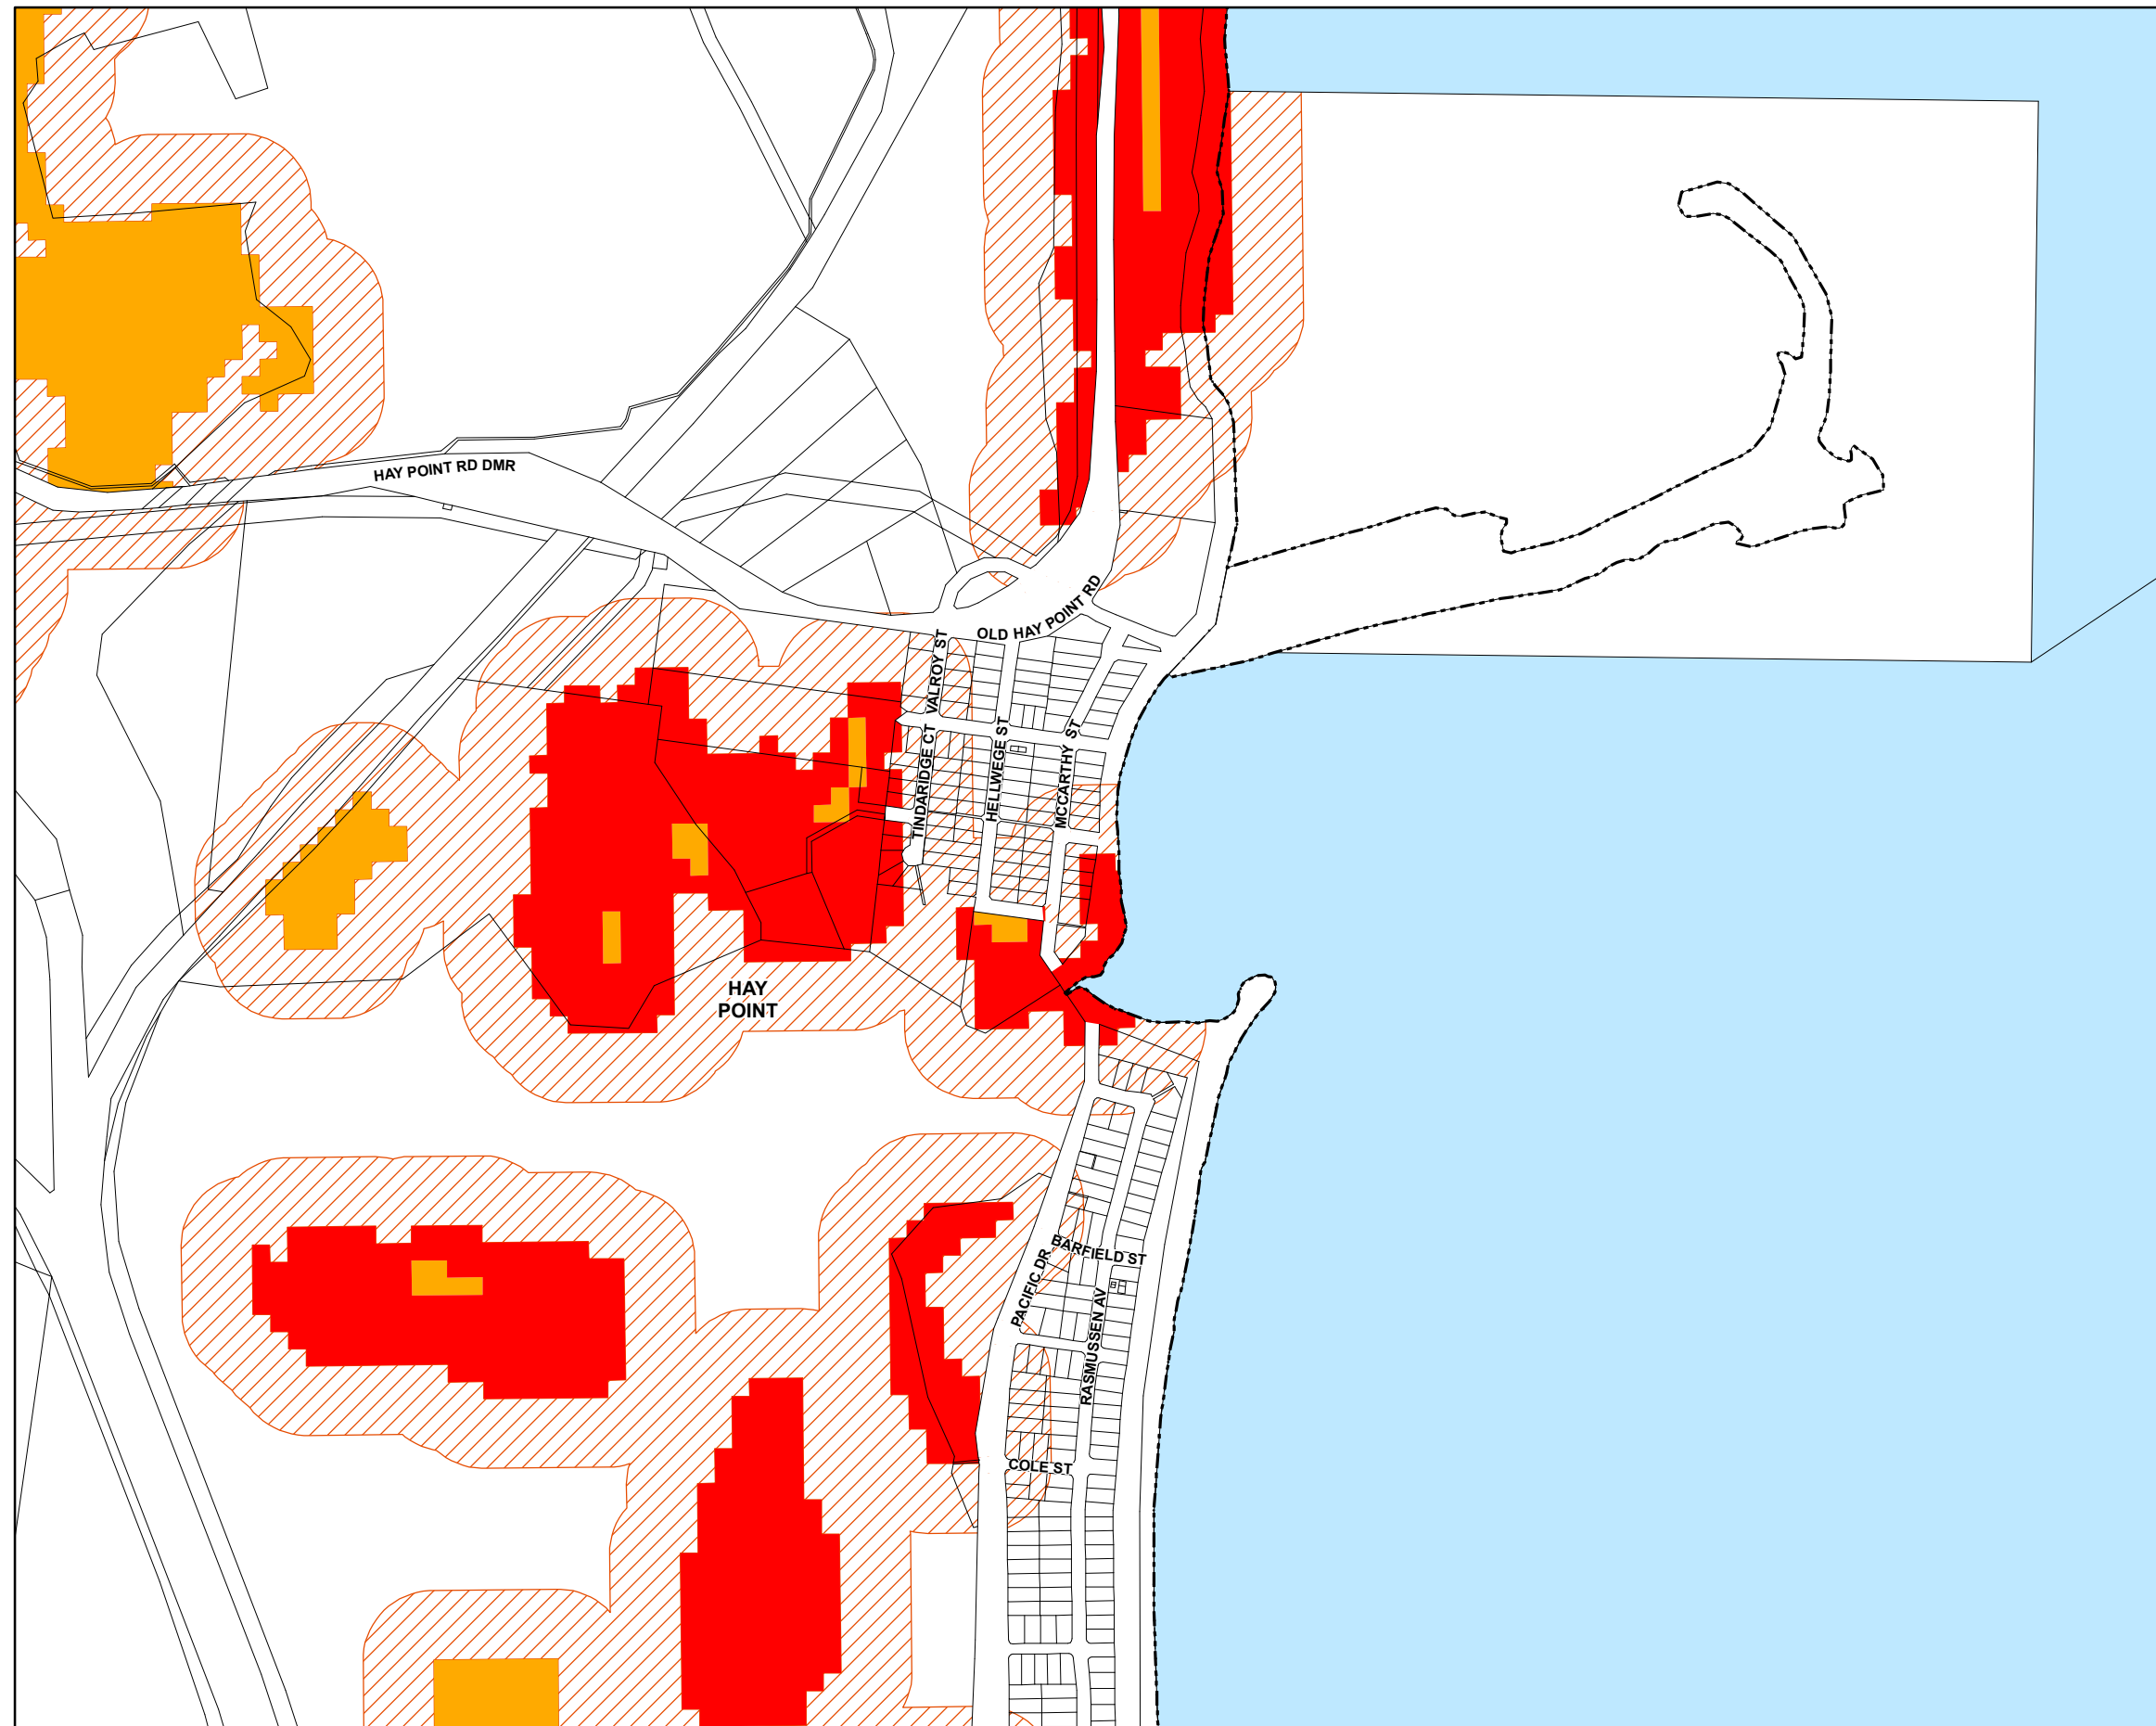 HAY POINT RD DMR
OLD HAY POINT RD
VALROY ST
TINDARIDGE CT
HELLWEGE ST
MCCARTHY ST
HAY
POINT
BARFIELD ST
PACIFIC DR
RASMUSSEN AV
COLE ST